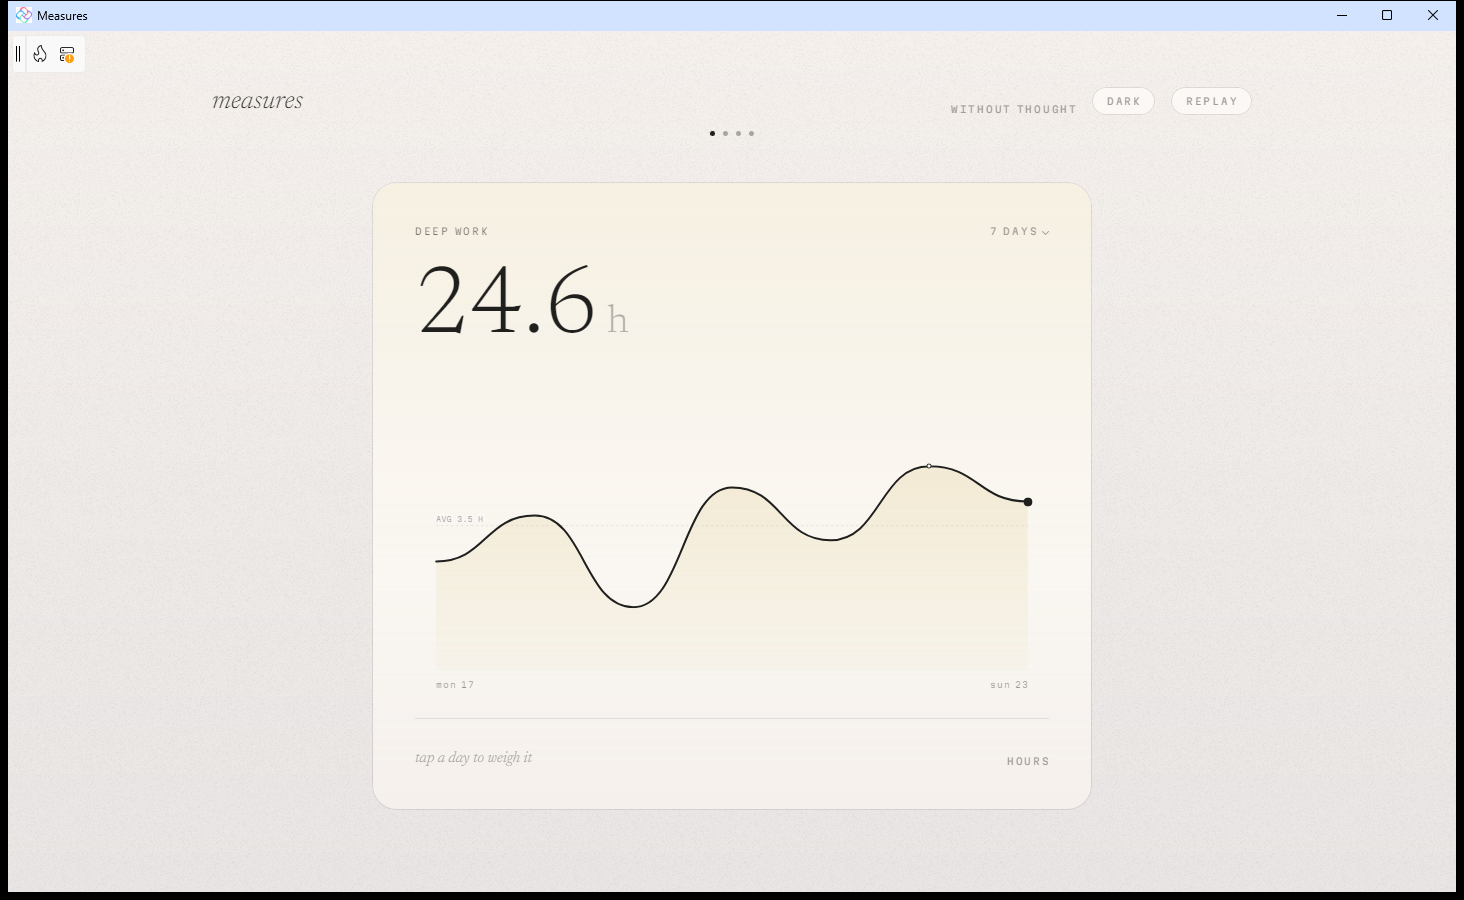 Measures
measures
WITHOUT THOUGHT
DARK
REPLAY
DEEP WORK
7 DAYS
24.6 h
AVG 3.5 H
mon 17
sun 23
tap a day to weigh it
HOURS